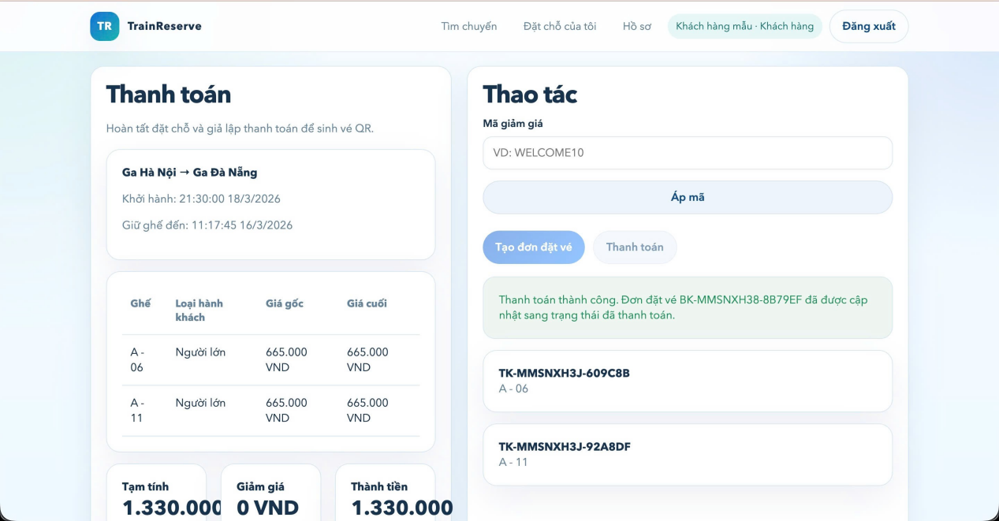 TR TrainReserve Tìm chuyến Đặt chỗ của tôi Hồ sơ Khách hàng mẫu · Khách hàng Đăng xuất
Thanh toán
Hoàn tất đặt chỗ và giả lập thanh toán để sinh vé QR.
Ga Hà Nội → Ga Đà Nẵng
Khởi hành: 21:30:00 18/3/2026
Giữ ghế đến: 11:17:45 16/3/2026
Ghế Loại hành khách Giá gốc Giá cuối
A - 06 Người lớn 665.000 VND 665.000 VND
A - 11 Người lớn 665.000 VND 665.000 VND
Tạm tính Giảm giá Thành tiền
1.330.000 0 VND 1.330.000
Thao tác
Mã giảm giá
VD: WELCOME10
Áp mã
Tạo đơn đặt vé Thanh toán
Thanh toán thành công. Đơn đặt vé BK-MMSNXH38-8B79EF đã được cập
nhật sang trạng thái đã thanh toán.
TK-MMSNXH3J-609C8B
A - 06
TK-MMSNXH3J-92A8DF
A - 11